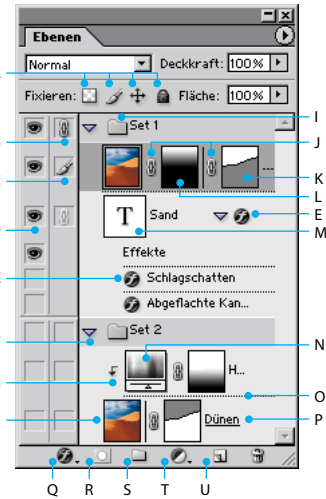 Ebenen
Normal Deckkraft: 100%
Fixieren: Fläche: 100%
Set 1
I
J
K
L
---
T Sand
E
M
Effekte
Schlagschatten
Abgeflachte Kan...
Set 2
N
H...
O
Dünen
P
Q R S T U